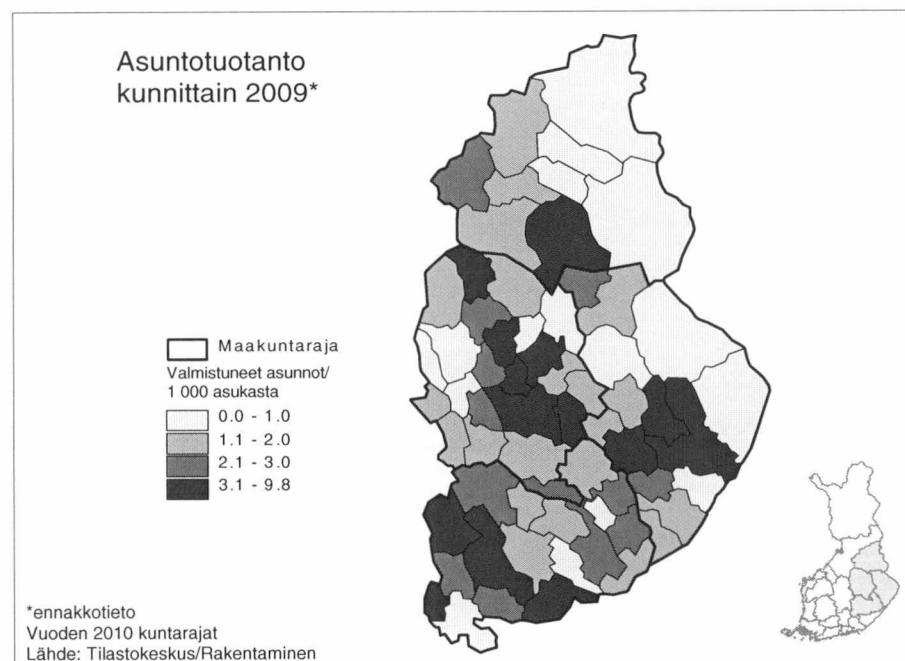 Asuntotuotanto
kunnittain 2009*
Maakuntaraja
Valmistuneet asunnot/
1 000 asukasta
0.0 - 1.0
1.1 - 2.0
2.1 - 3.0
3.1 - 9.8
*ennakkotieto
Vuoden 2010 kuntarajat
Lähde: Tilastokeskus/Rakentaminen